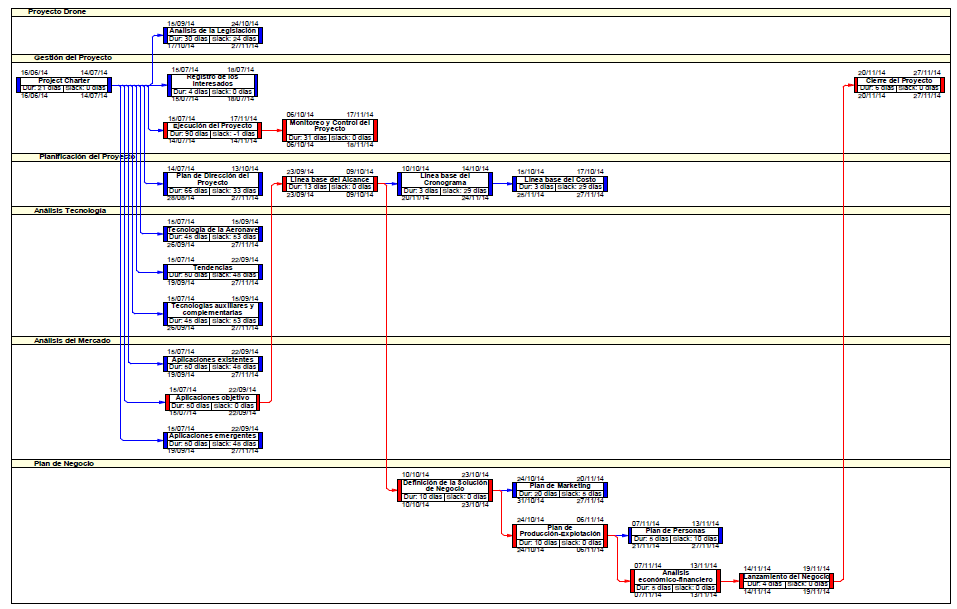 Proyecto Drone
15/09/14 24/10/14
Análisis de la Legislación
Dur: 30 días Slack: 24 días
17/10/14 27/11/14
Gestión del Proyecto
16/06/14 14/07/14
Project Charter
Dur: 21 días Slack: 0 días
16/06/14 14/07/14
15/07/14 18/07/14
Registro de los
Interesados
Dur: 4 días Slack: 0 días
15/07/14 18/07/14
20/11/14 27/11/14
Cierre del Proyecto
Dur: 6 días Slack: 0 días
20/11/14 27/11/14
15/07/14 17/11/14
Ejecución del Proyecto
Dur: 90 días Slack: -1 días
14/07/14 14/11/14
06/10/14 17/11/14
Monitoreo y Control del
Proyecto
Dur: 31 días Slack: 0 días
06/10/14 18/11/14
Planificación del Proyecto
14/07/14 13/10/14
Plan de Dirección del
Proyecto
Dur: 66 días Slack: 33 días
28/08/14 27/11/14
23/09/14 09/10/14
Línea base del Alcance
Dur: 13 días Slack: 0 días
23/09/14 09/10/14
10/10/14 14/10/14
Línea base del
Cronograma
Dur: 3 días Slack: 29 días
20/11/14 24/11/14
15/10/14 17/10/14
Línea base del Costo
Dur: 3 días Slack: 29 días
25/11/14 27/11/14
Análisis Tecnología
15/07/14 15/09/14
Tecnología de la Aeronave
Dur: 45 días Slack: 53 días
26/09/14 27/11/14
15/07/14 22/09/14
Tendencias
Dur: 50 días Slack: 48 días
19/09/14 27/11/14
15/07/14 15/09/14
Tecnologías auxiliares y
complementarias
Dur: 45 días Slack: 53 días
26/09/14 27/11/14
Análisis del Mercado
15/07/14 22/09/14
Aplicaciones existentes
Dur: 50 días Slack: 48 días
19/09/14 27/11/14
15/07/14 22/09/14
Aplicaciones objetivo
Dur: 50 días Slack: 0 días
15/07/14 22/09/14
15/07/14 22/09/14
Aplicaciones emergentes
Dur: 50 días Slack: 48 días
19/09/14 27/11/14
Plan de Negocio
10/10/14 23/10/14
Definición de la Solución
de Negocio
Dur: 10 días Slack: 0 días
10/10/14 23/10/14
24/10/14 20/11/14
Plan de Marketing
Dur: 20 días Slack: 5 días
31/10/14 27/11/14
24/10/14 06/11/14
Plan de
Producción-Explotación
Dur: 10 días Slack: 0 días
24/10/14 06/11/14
07/11/14 13/11/14
Plan de Personas
Dur: 5 días Slack: 10 días
21/11/14 27/11/14
07/11/14 13/11/14
Análisis
económico-financiero
Dur: 5 días Slack: 0 días
07/11/14 13/11/14
14/11/14 19/11/14
Lanzamiento del Negocio
Dur: 4 días Slack: 0 días
14/11/14 19/11/14